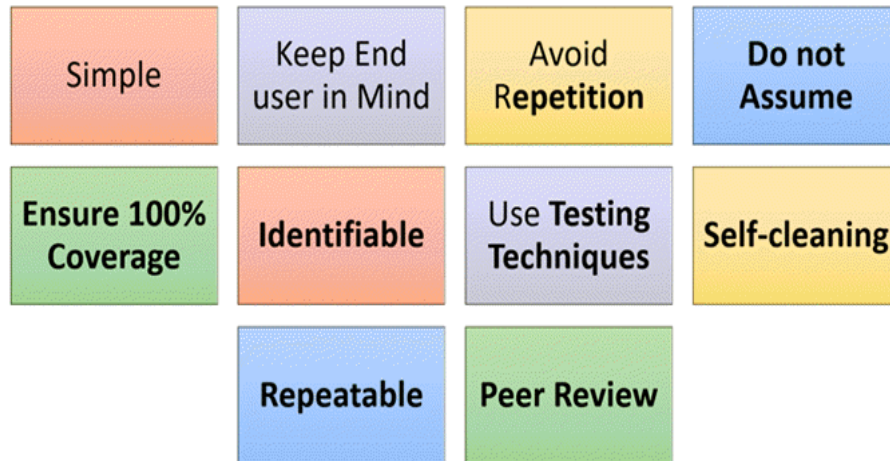 Simple
Keep End
user in Mind
Avoid
Repetition
Do not
Assume
Ensure 100%
Coverage
Identifiable
Use Testing
Techniques
Self-cleaning
Repeatable
Peer Review